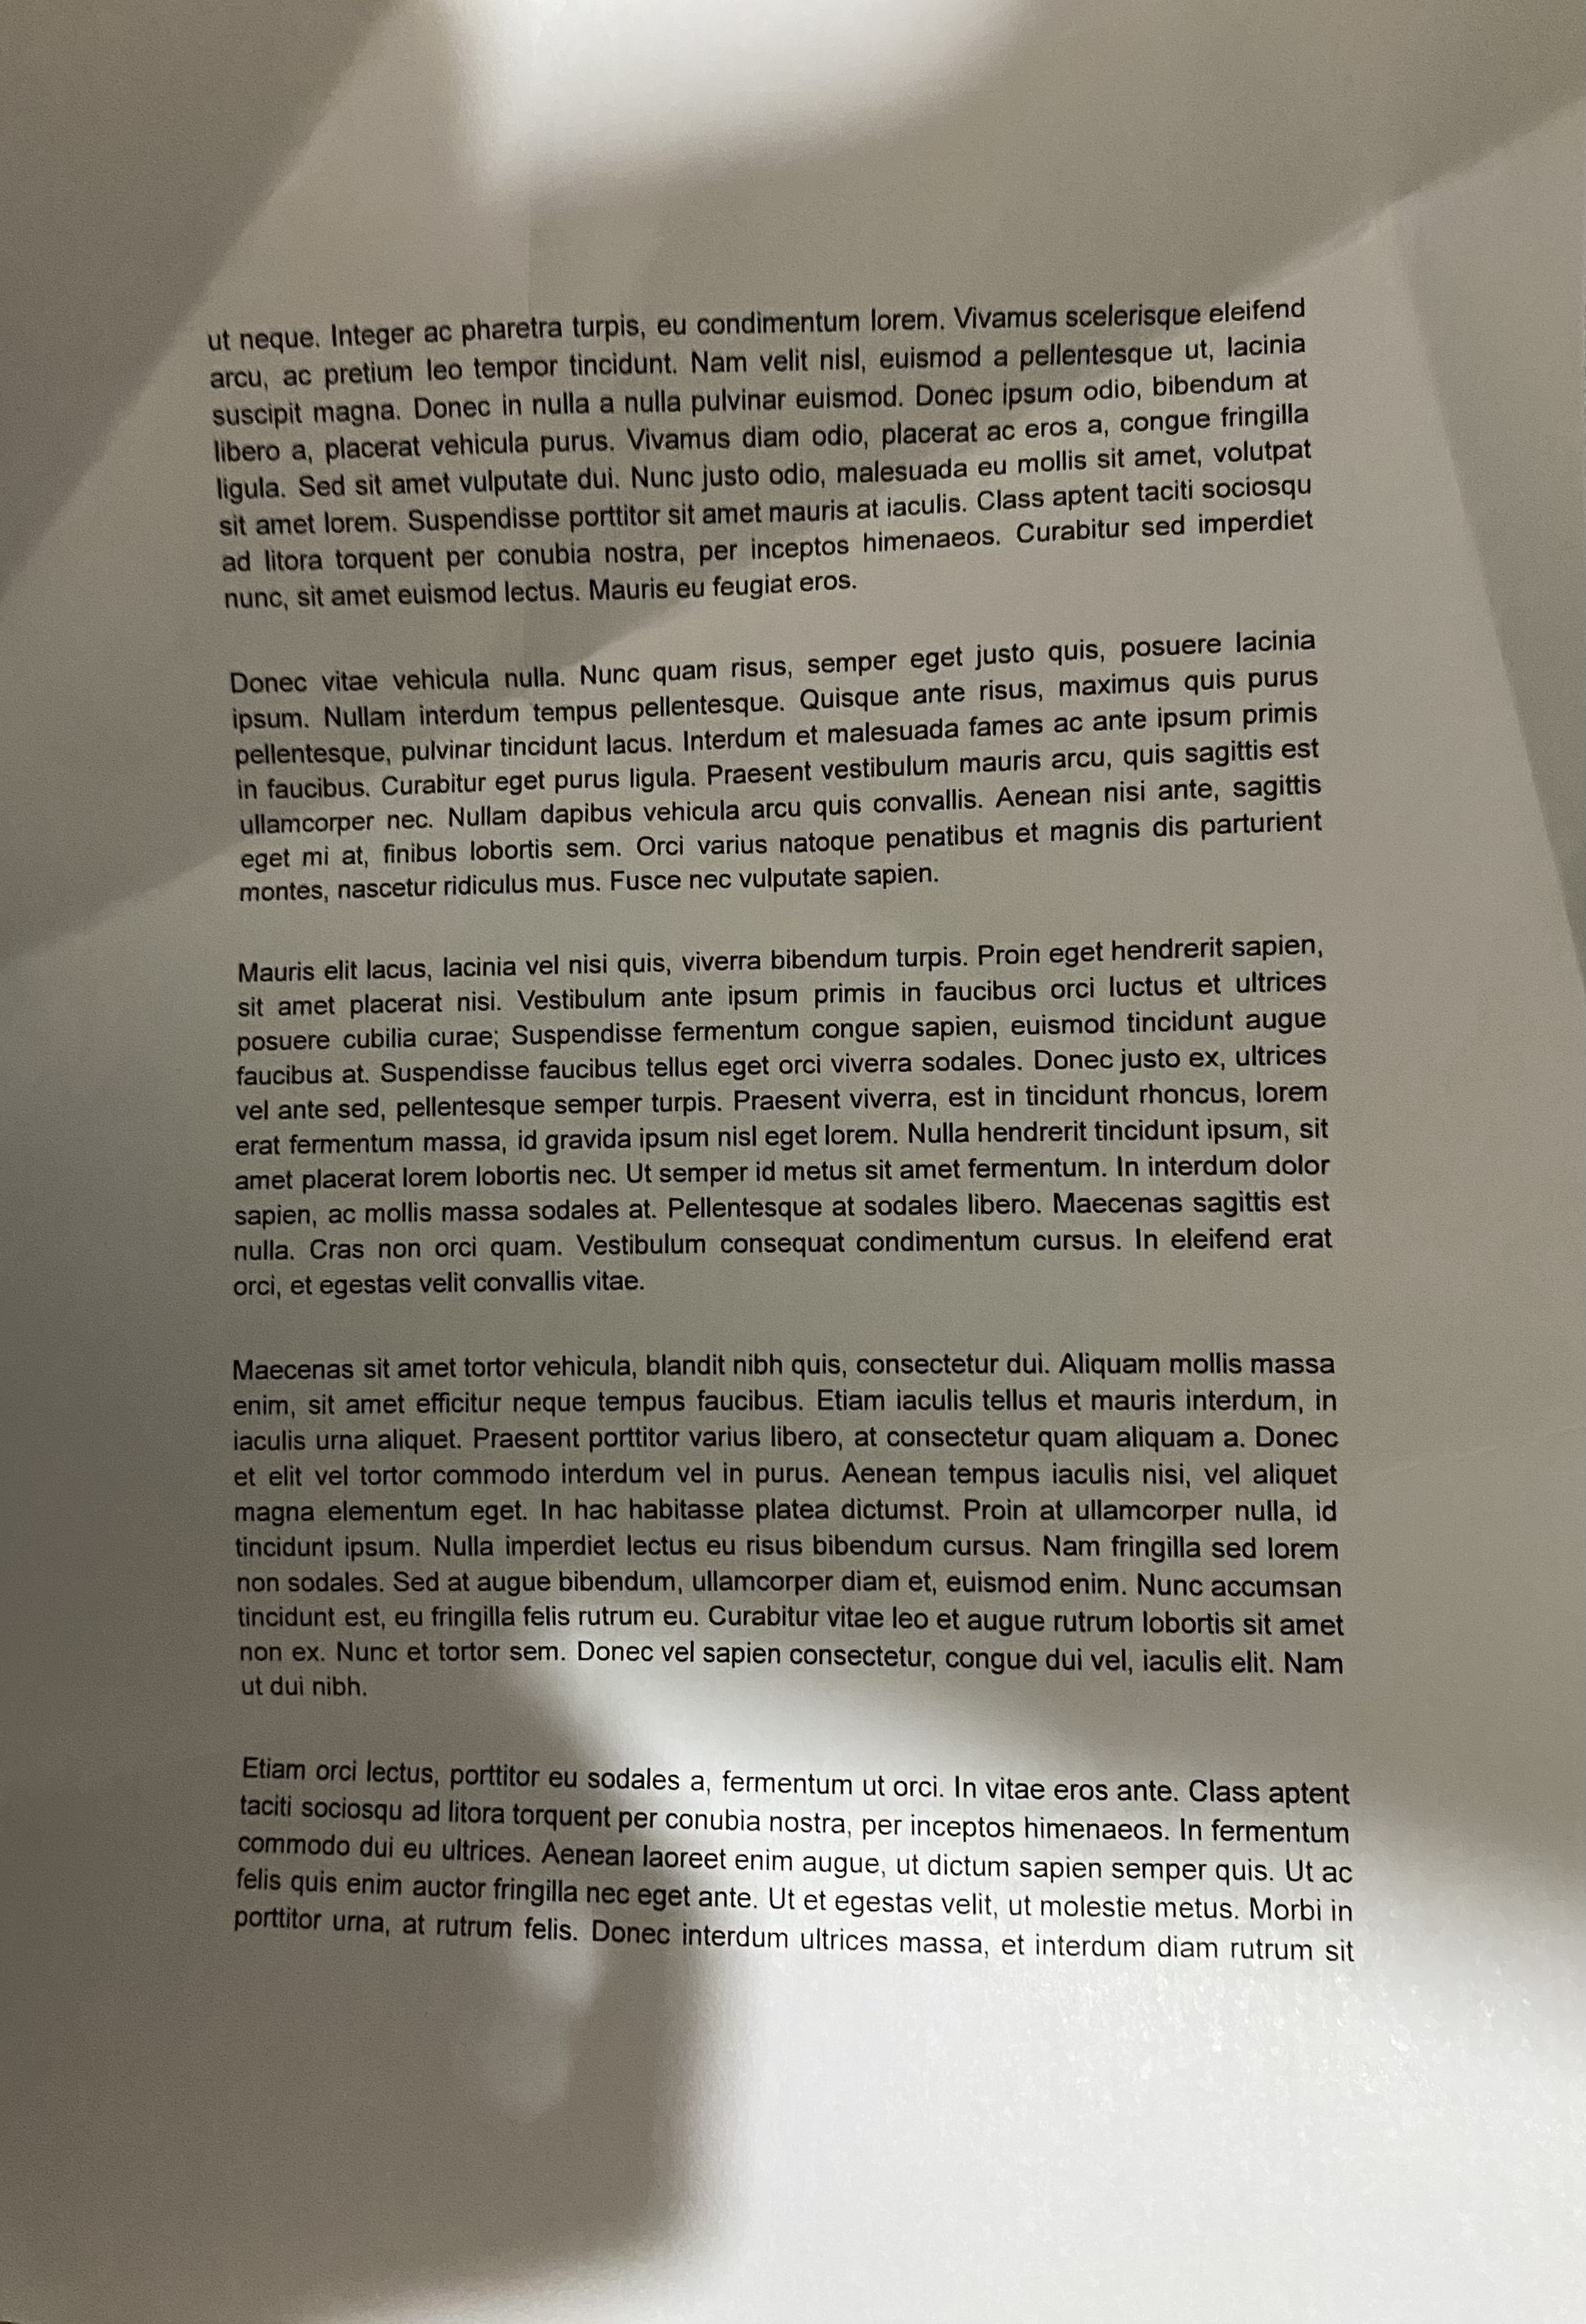 ut neque. Integer ac pharetra turpis, eu condimentum lorem. Vivamus scelerisque eleifend
arcu, ac pretium leo tempor tincidunt. Nam velit nisl, euismod a pellentesque ut, lacinia
suscipit magna. Donec in nulla a nulla pulvinar euismod. Donec ipsum odio, bibendum at
libero a, placerat vehicula purus. Vivamus diam odio, placerat ac eros a, congue fringilla
ligula. Sed sit amet vulputate dui. Nunc justo odio, malesuada eu mollis sit amet, volutpat
sit amet lorem. Suspendisse porttitor sit amet mauris at iaculis. Class aptent taciti sociosqu
ad litora torquent per conubia nostra, per inceptos himenaeos. Curabitur sed imperdiet
nunc, sit amet euismod lectus. Mauris eu feugiat eros.
Donec vitae vehicula nulla. Nunc quam risus, semper eget justo quis, posuere lacinia
ipsum. Nullam interdum tempus pellentesque. Quisque ante risus, maximus quis purus
pellentesque, pulvinar tincidunt lacus. Interdum et malesuada fames ac ante ipsum primis
in faucibus. Curabitur eget purus ligula. Praesent vestibulum mauris arcu, quis sagittis est
ullamcorper nec. Nullam dapibus vehicula arcu quis convallis. Aenean nisi ante, sagittis
eget mi at, finibus lobortis sem. Orci varius natoque penatibus et magnis dis parturient
montes, nascetur ridiculus mus. Fusce nec vulputate sapien.
Mauris elit lacus, lacinia vel nisi quis, viverra bibendum turpis. Proin eget hendrerit sapien,
sit amet placerat nisi. Vestibulum ante ipsum primis in faucibus orci luctus et ultrices
posuere cubilia curae; Suspendisse fermentum congue sapien, euismod tincidunt augue
faucibus at. Suspendisse faucibus tellus eget orci viverra sodales. Donec justo ex, ultrices
vel ante sed, pellentesque semper turpis. Praesent viverra, est in tincidunt rhoncus, lorem
erat fermentum massa, id gravida ipsum nisl eget lorem. Nulla hendrerit tincidunt ipsum, sit
amet placerat lorem lobortis nec. Ut semper id metus sit amet fermentum. In interdum dolor
sapien, ac mollis massa sodales at. Pellentesque at sodales libero. Maecenas sagittis est
nulla. Cras non orci quam. Vestibulum consequat condimentum cursus. In eleifend erat
orci, et egestas velit convallis vitae.
Maecenas sit amet tortor vehicula, blandit nibh quis, consectetur dui. Aliquam mollis massa
enim, sit amet efficitur neque tempus faucibus. Etiam iaculis tellus et mauris interdum, in
iaculis urna aliquet. Praesent porttitor varius libero, at consectetur quam aliquam a. Donec
et elit vel tortor commodo interdum vel in purus. Aenean tempus iaculis nisi, vel aliquet
magna elementum eget. In hac habitasse platea dictumst. Proin at ullamcorper nulla, id
tincidunt ipsum. Nulla imperdiet lectus eu risus bibendum cursus. Nam fringilla sed lorem
non sodales. Sed at augue bibendum, ullamcorper diam et, euismod enim. Nunc accumsan
tincidunt est, eu fringilla felis rutrum eu. Curabitur vitae leo et augue rutrum lobortis sit amet
non ex. Nunc et tortor sem. Donec vel sapien consectetur, congue dui vel, iaculis elit. Nam
ut dui nibh.
Etiam orci lectus, porttitor eu sodales a, fermentum ut orci. In vitae eros ante. Class aptent
taciti sociosqu ad litora torquent per conubia nostra, per inceptos himenaeos. In fermentum
commodo dui eu ultrices. Aenean laoreet enim augue, ut dictum sapien semper quis. Ut ac
felis quis enim auctor fringilla nec eget ante. Ut et egestas velit, ut molestie metus. Morbi in
porttitor urna, at rutrum felis. Donec interdum ultrices massa, et interdum diam rutrum sit